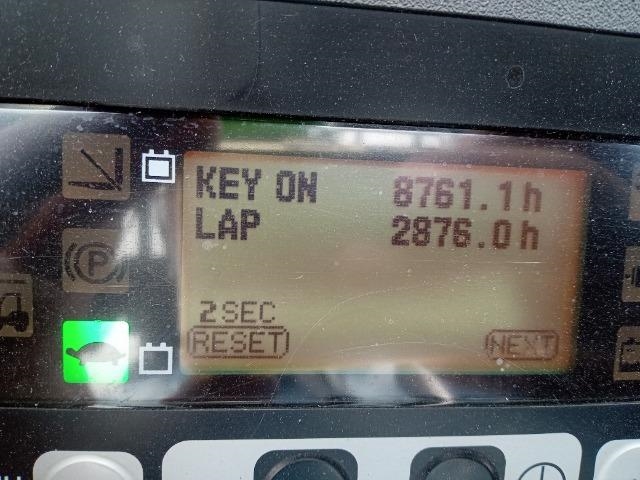 KEY ON 8761.1h
LAP 2876.0h
2SEC
RESET NEXT
P